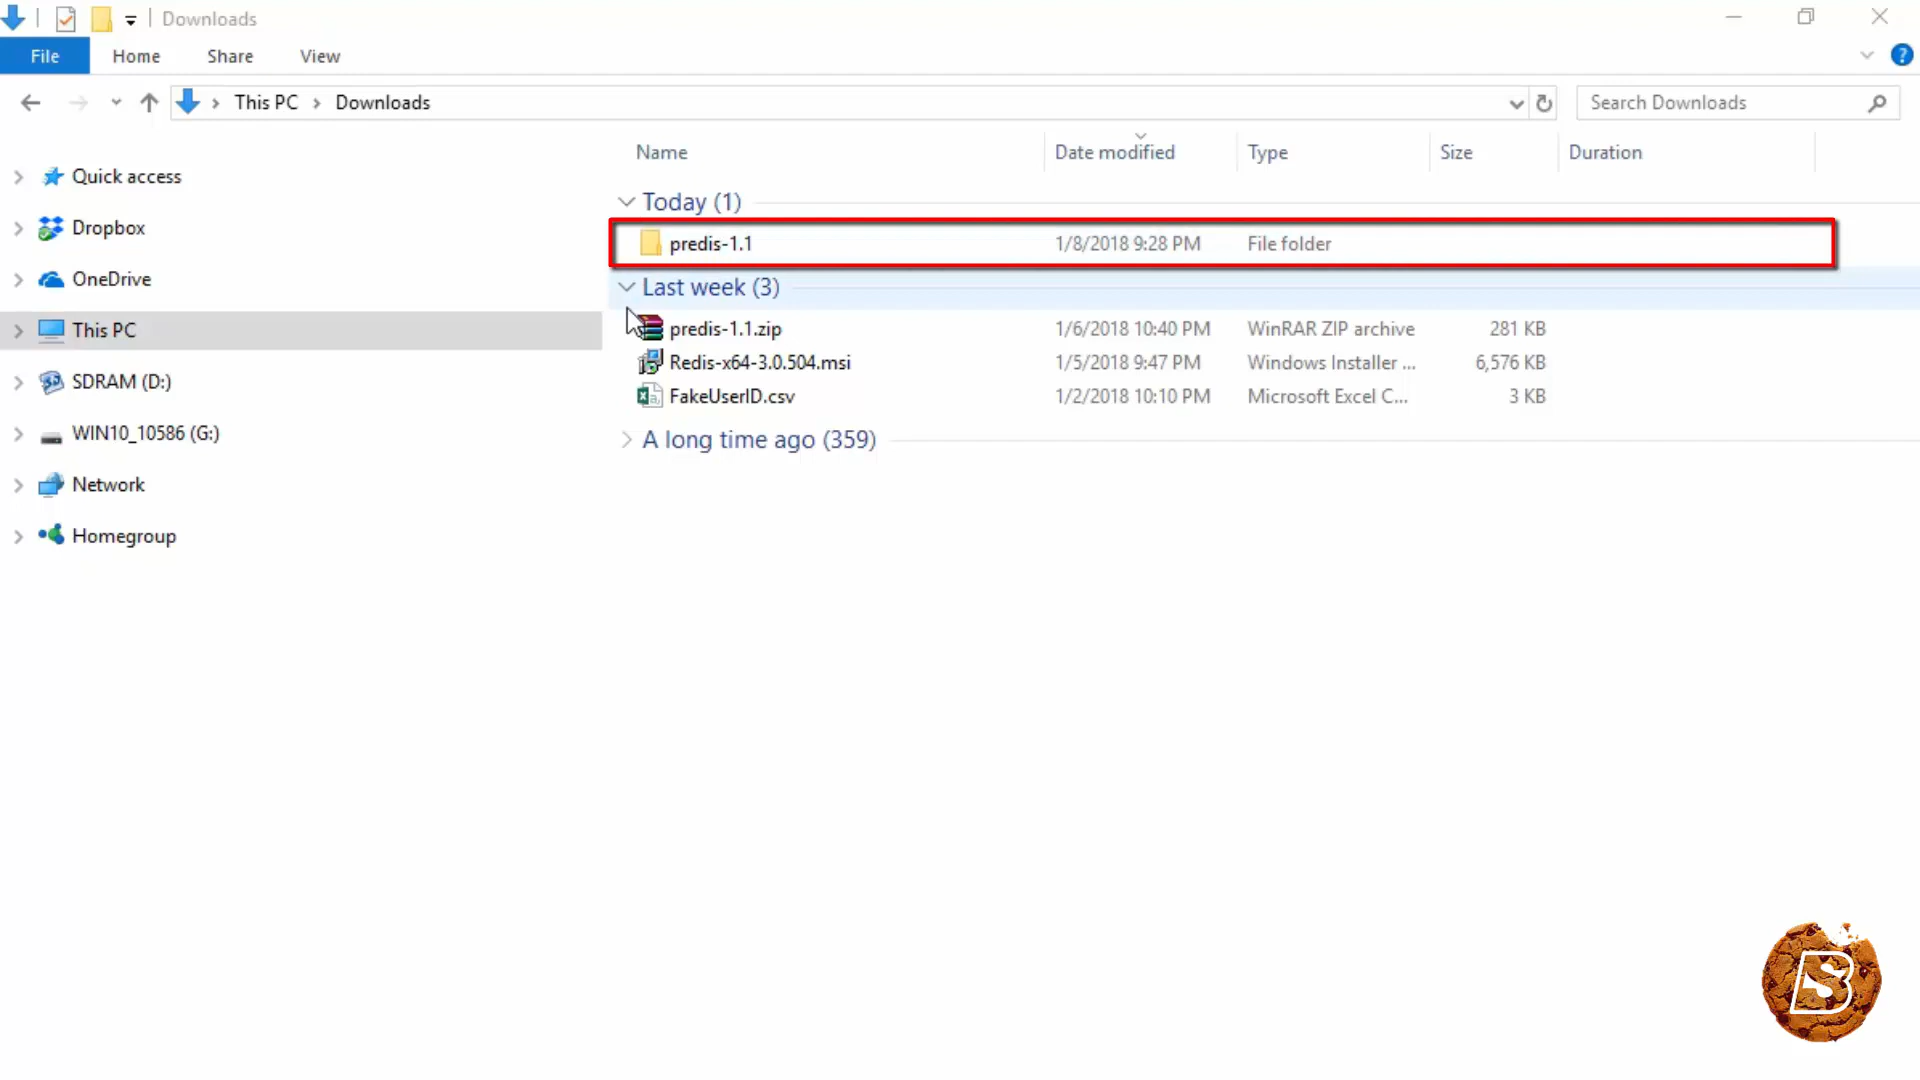 Downloads
File Home Share View
This PC Downloads
Search Downloads
Name Date modified Type Size Duration
Quick access
Dropbox
OneDrive
This PC
SDRAM (D:)
WIN10_10586 (G:)
Network
Homegroup
Today (1)
predis-1.1 1/8/2018 9:28 PM File folder
Last week (3)
predis-1.1.zip 1/6/2018 10:40 PM WinRAR ZIP archive 281 KB
Redis-x64-3.0.504.msi 1/5/2018 9:47 PM Windows Installer ... 6,576 KB
FakeUserID.csv 1/2/2018 10:10 PM Microsoft Excel C... 3 KB
A long time ago (359)
BS